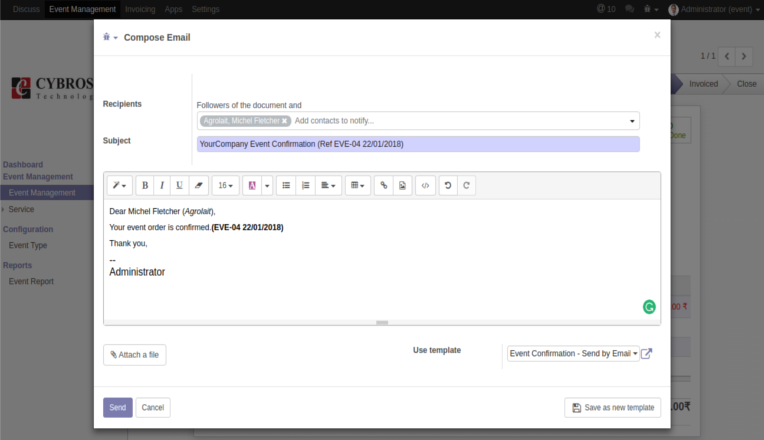 Discuss Event Management Invoicing Apps Settings
10 Administrator (event)
Compose Email
x
1 / 1
CYBROS
Technolog
Invoiced Close
Recipients
Followers of the document and
Agrolait, Michel Fletcher Add contacts to notify...
Subject
YourCompany Event Confirmation (Ref EVE-04 22/01/2018)
Done
Dashboard
Event Management
Event Management
Service
Configuration
Event Type
Reports
Event Report
B I U 16 A
Dear Michel Fletcher (Agrolait),
Your event order is confirmed.(EVE-04 22/01/2018)
Thank you,
--
Administrator
00 ₹
.00₹
Attach a file
Use template
Event Confirmation - Send by Email
Send Cancel
Save as new template